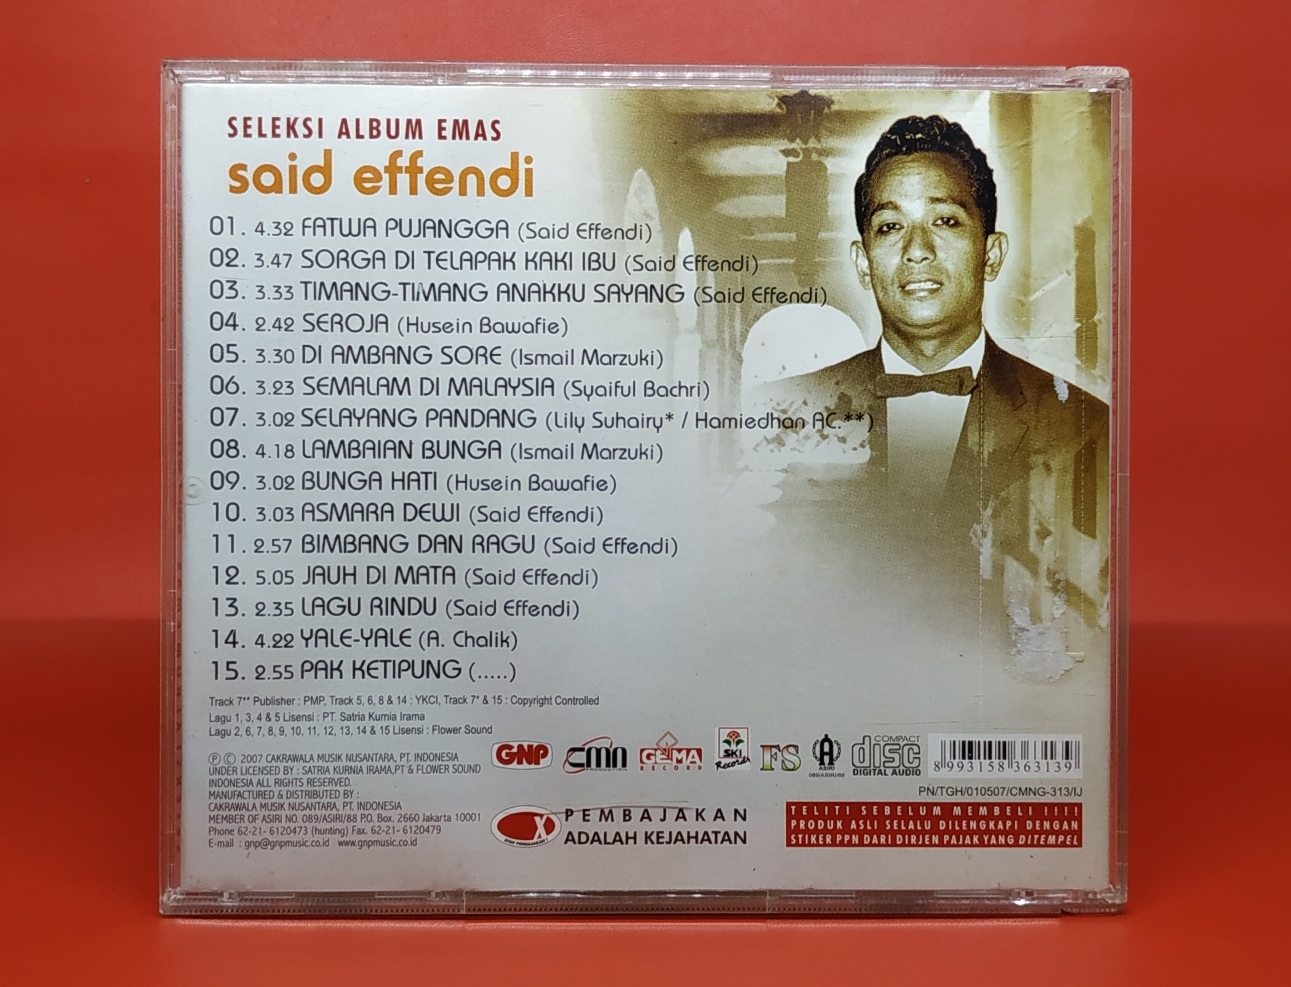 SELEKSI ALBUM EMAS
said effendi
01. 4.32 FATWA PUJANGGA (Said Effendi)
02. 3.47 SORGA DI TELAPAK KAKI IBU (Said Effendi)
03. 3.33 TIMANG-TIMANG ANAKKU SAYANG (Said Effendi)
04. 2.42 SEROJA (Husein Bawafie)
05. 3.30 DI AMBANG SORE (Ismail Marzuki)
06. 3.23 SEMALAM DI MALAYSIA (Syaiful Bachri)
07. 3.02 SELAYANG PANDANG (Lily Suhairy* / Hamiedhan AC.**)
08. 4.18 LAMBAIAN BUNGA (Ismail Marzuki)
09. 3.02 BUNGA HATI (Husein Bawafie)
10. 3.03 ASMARA DEWI (Said Effendi)
11. 2.57 BIMBANG DAN RAGU (Said Effendi)
12. 5.05 JAUH DI MATA (Said Effendi)
13. 2.35 LAGU RINDU (Said Effendi)
14. 4.22 YALE-YALE (A. Chalik)
15. 2.55 PAK KETIPUNG (.....)
Track 7** Publisher : PMP, Track 5, 6, 8 & 14 : YKCI, Track 7* & 15 : Copyright Controlled
Lagu 1, 3, 4 & 5 Lisensi : PT. Satria Kurnia Irama
Lagu 2, 6, 7, 8, 9, 10, 11, 12, 13, 14 & 15 Lisensi : Flower Sound
Ⓟ Ⓒ 2007 CAKRAWALA MUSIK NUSANTARA, PT. INDONESIA
UNDER LICENSED BY : SATRIA KURNIA IRAMA,PT & FLOWER SOUND
INDONESIA ALL RIGHTS RESERVED.
MANUFACTURED & DISTRIBUTED BY :
CAKRAWALA MUSIK NUSANTARA, PT. INDONESIA
MEMBER OF ASIRI NO. 089/ASIRI/88 P.O. Box. 2660 Jakarta 10001
Phone 62-21- 6120473 (hunting) Fax. 62-21- 6120479
E-mail : gnp@gnpmusic.co.id www.gnpmusic.co.id
GNP
CMN
PRODUCTION
GEMA
RECORD
SKI
Records
FS
ASIRI
089/ASIRI/88
COMPACT
disc
DIGITAL AUDIO
8 993158 363139
PN/TGH/010507/CMNG-313/IJ
X
PEMBAJAKAN
ADALAH KEJAHATAN
TELITI SEBELUM MEMBELI !!!!
PRODUK ASLI SELALU DILENGKAPI DENGAN
STIKER PPN DARI DIRJEN PAJAK YANG DITEMPEL